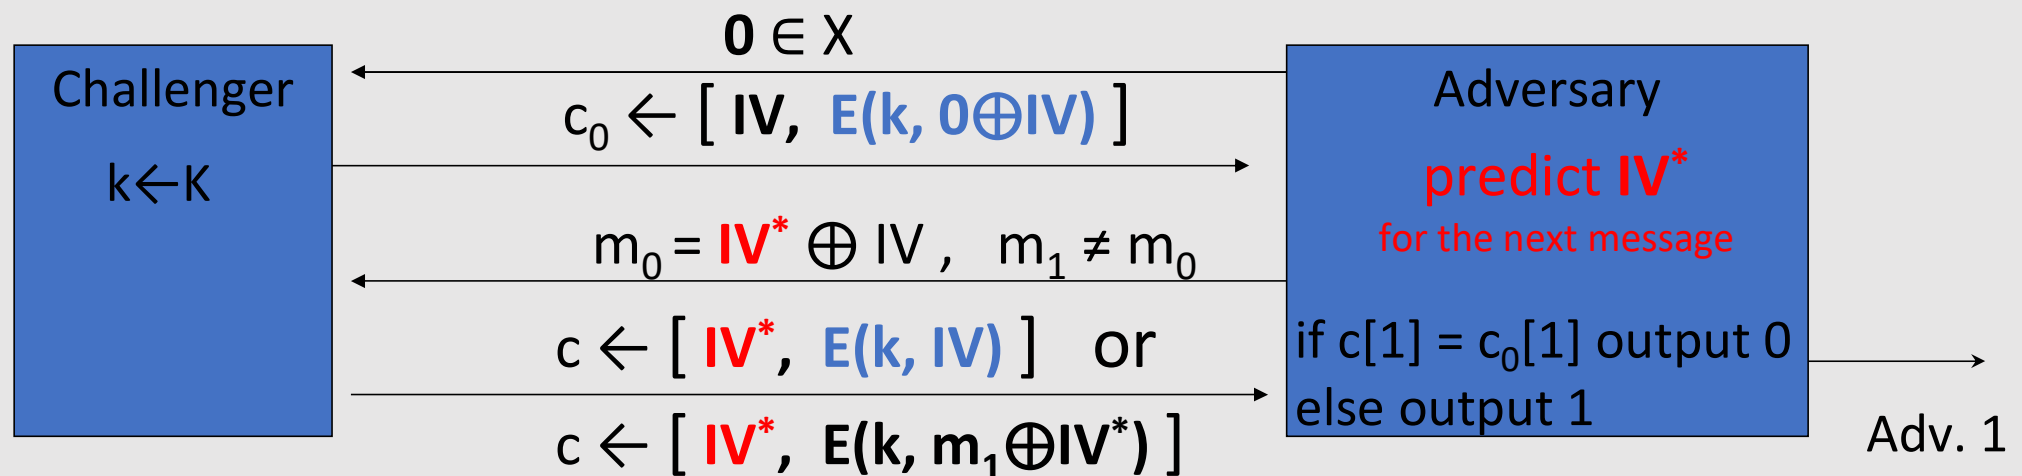 0 ∈ X
Challenger
k←K
c₀ ← [ IV, E(k, 0⊕IV) ]
m₀ = IV* ⊕ IV , m₁ ≠ m₀
c ← [ IV*, E(k, IV) ] or
c ← [ IV*, E(k, m₁⊕IV*) ]
Adversary
predict IV*
for the next message
if c[1] = c₀[1] output 0
else output 1
Adv. 1